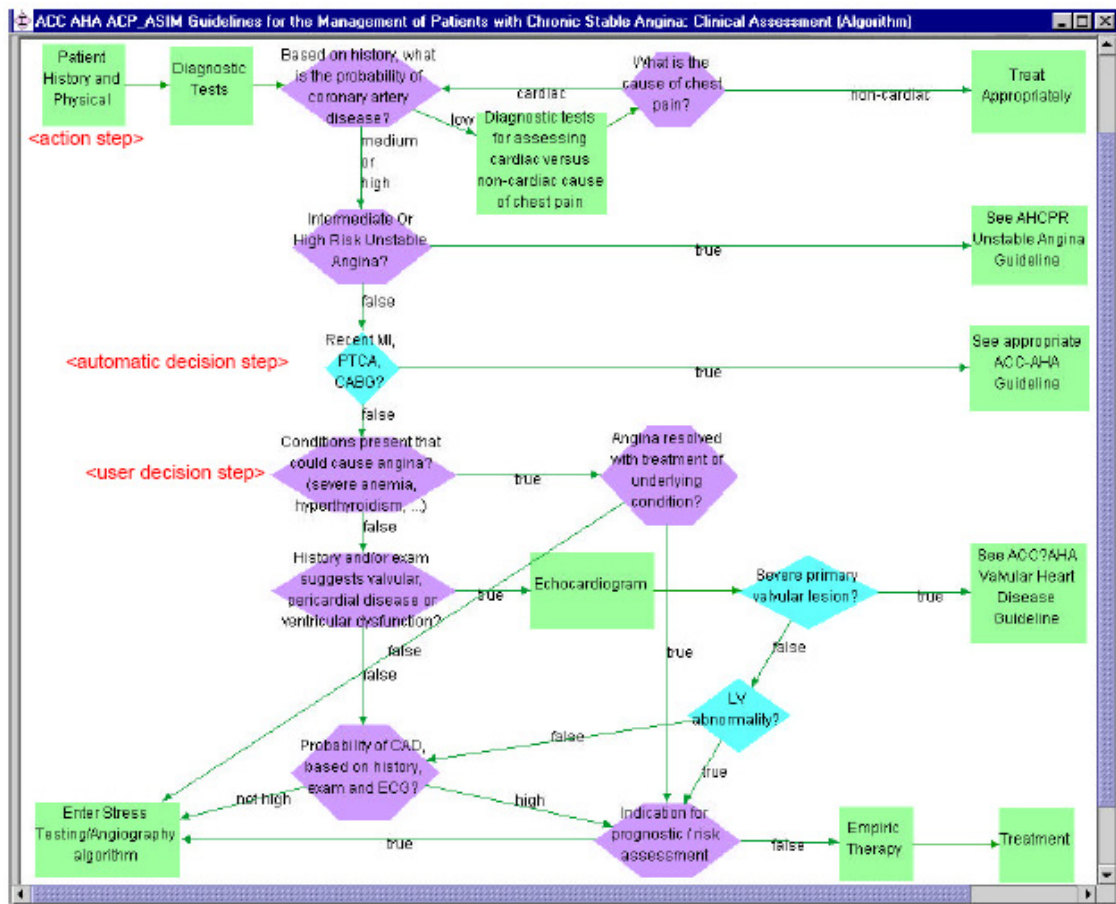 ACC AHA ACP_ASIM Guidelines for the Management of Patients with Chronic Stable Angina: Clinical Assessment (Algorithm)
Patient
History and
Physical
Diagnostic
Tests
Based on history, what
is the probability of
coronary artery
disease?
What is the
cause of chest
pain?
Treat
Appropriately
cardiac
non-cardiac
<action step>
low
Diagnostic tests
for assessing
cardiac versus
non-cardiac cause
of chest pain
medium
or
high
Intermediate Or
High Risk Unstable
Angina?
true
See AHCPR
Unstable Angina
Guideline
false
<automatic decision step>
Recent MI,
PTCA,
CABG?
true
See appropriate
ACC-AHA
Guideline
false
<user decision step>
Conditions present that
could cause angina?
(severe anemia,
hyperthyroidism, ...)
true
Angina resolved
with treatment of
underlying
condition?
false
History and/or exam
suggests valvular,
pericardial disease or
ventricular dysfunction?
true
Echocardiogram
Severe primary
valvular lesion?
true
See ACC?AHA
Valvular Heart
Disease
Guideline
false
false
true
false
LV
abnormality?
false
true
Probability of CAD,
based on history,
exam and ECG?
not high
high
Enter Stress
Testing/Angiography
algorithm
true
Indication for
prognostic / risk
assessment
false
Empiric
Therapy
Treatment